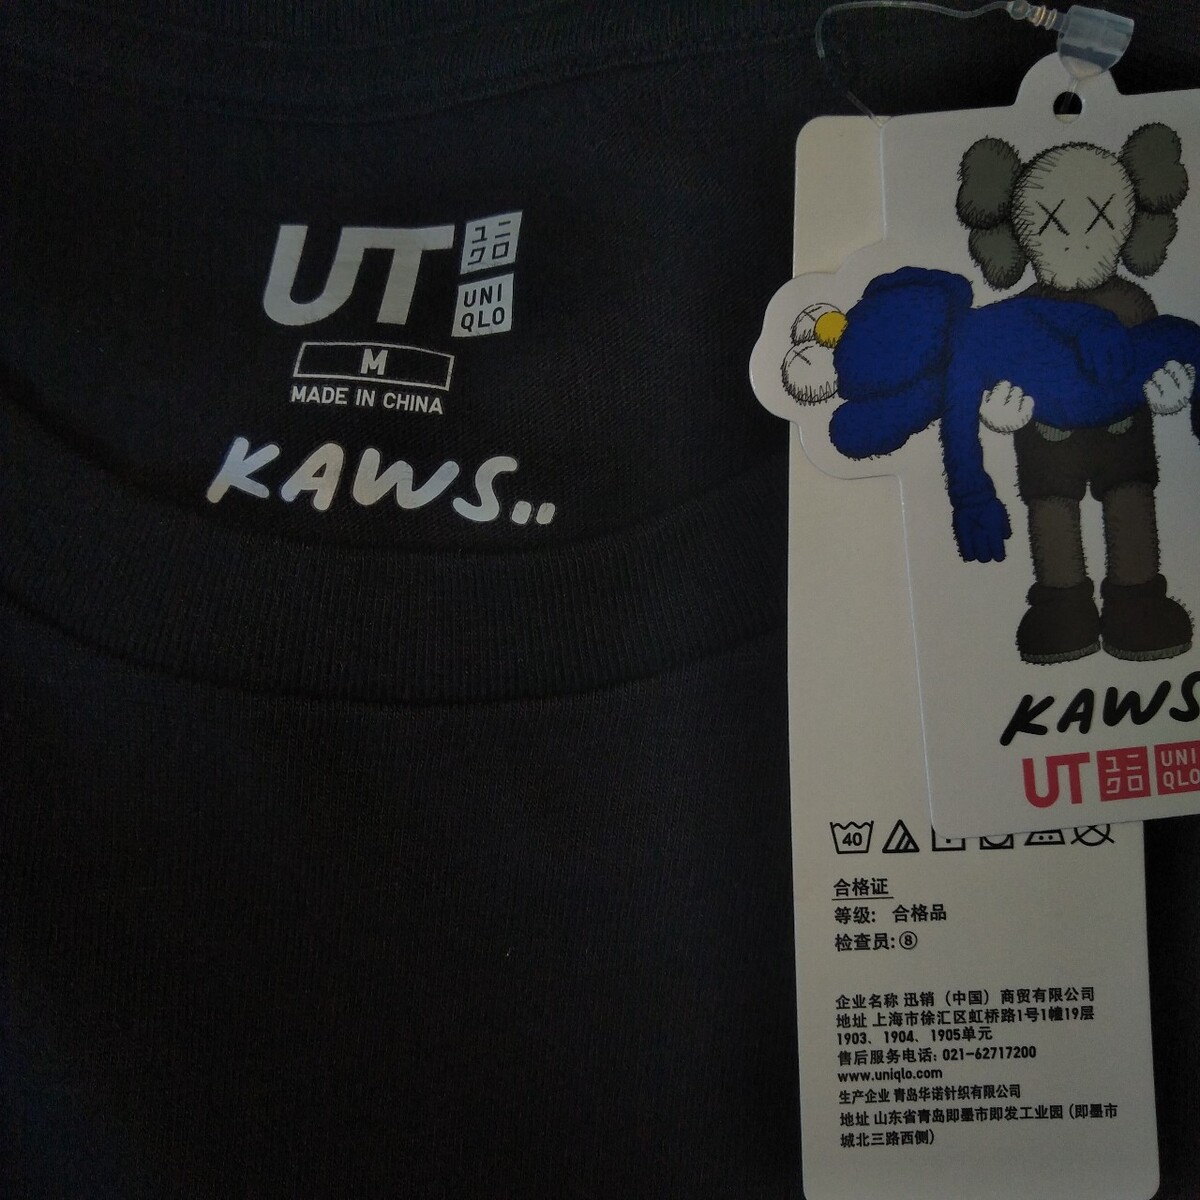 UT ユニクロ
UNIQLO
M
MADE IN CHINA
KAWS..
KAWS
UT ユニクロ UNIQLO
40
合格证
等级: 合格品
检查员:⑧
企业名称 迅销 (中国) 商贸有限公司
地址 上海市徐汇区虹桥路1号1幢19层
1903、1904、1905单元
售后服务电话: 021-62717200
www.uniqlo.com
生产企业 青岛华诺针织有限公司
地址 山东省青岛即墨市即发工业园 (即墨市
城北三路西侧)